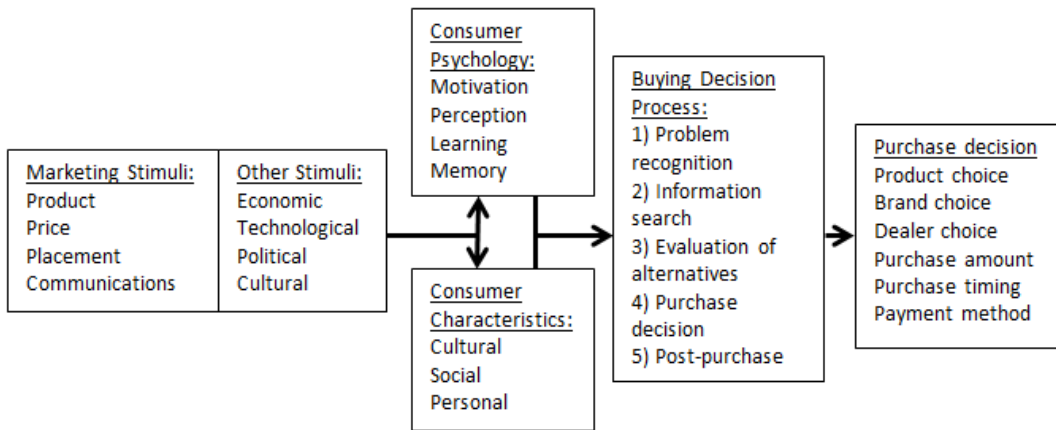 Marketing Stimuli:
Product
Price
Placement
Communications
Other Stimuli:
Economic
Technological
Political
Cultural
Consumer
Psychology:
Motivation
Perception
Learning
Memory
Consumer
Characteristics:
Cultural
Social
Personal
Buying Decision
Process:
1) Problem
recognition
2) Information
search
3) Evaluation of
alternatives
4) Purchase
decision
5) Post-purchase
Purchase decision
Product choice
Brand choice
Dealer choice
Purchase amount
Purchase timing
Payment method